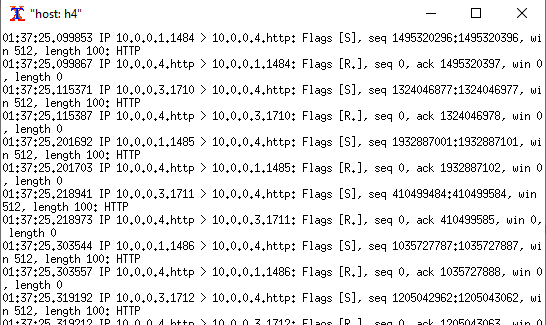 "host: h4"
01:37:25.099853 IP 10.0.0.1.1484 > 10.0.0.4.http: Flags [S], seq 1495320296:1495320396, wi
n 512, length 100: HTTP
01:37:25.099867 IP 10.0.0.4.http > 10.0.0.1.1484: Flags [R.], seq 0, ack 1495320397, win 0
, length 0
01:37:25.115371 IP 10.0.0.3.1710 > 10.0.0.4.http: Flags [S], seq 1324046877:1324046977, wi
n 512, length 100: HTTP
01:37:25.115387 IP 10.0.0.4.http > 10.0.0.3.1710: Flags [R.], seq 0, ack 1324046978, win 0
, length 0
01:37:25.201692 IP 10.0.0.1.1485 > 10.0.0.4.http: Flags [S], seq 1932887001:1932887101, wi
n 512, length 100: HTTP
01:37:25.201703 IP 10.0.0.4.http > 10.0.0.1.1485: Flags [R.], seq 0, ack 1932887102, win 0
, length 0
01:37:25.218941 IP 10.0.0.3.1711 > 10.0.0.4.http: Flags [S], seq 410499484:410499584, win
512, length 100: HTTP
01:37:25.218973 IP 10.0.0.4.http > 10.0.0.3.1711: Flags [R.], seq 0, ack 410499585, win 0,
length 0
01:37:25.303544 IP 10.0.0.1.1486 > 10.0.0.4.http: Flags [S], seq 1035727787:1035727887, wi
n 512, length 100: HTTP
01:37:25.303557 IP 10.0.0.4.http > 10.0.0.1.1486: Flags [R.], seq 0, ack 1035727888, win 0
, length 0
01:37:25.319192 IP 10.0.0.3.1712 > 10.0.0.4.http: Flags [S], seq 1205042962:1205043062, wi
n 512, length 100: HTTP
01:37:25.319212 IP 10.0.0.4.http > 10.0.0.3.1712: Flags [R.], seq 0, ack 1205043063, win 0